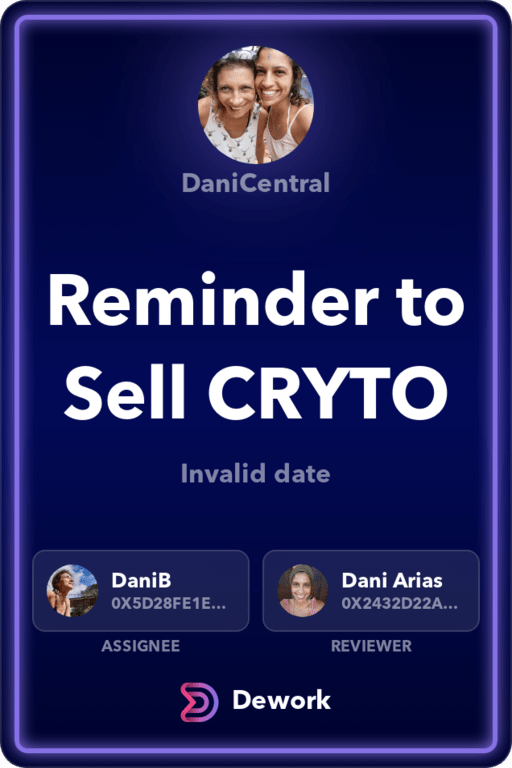 DaniCentral
Reminder to
Sell CRYTO
Invalid date
DaniB
0X5D28FE1E...
ASSIGNEE
Dani Arias
0X2432D22A...
REVIEWER
Dework